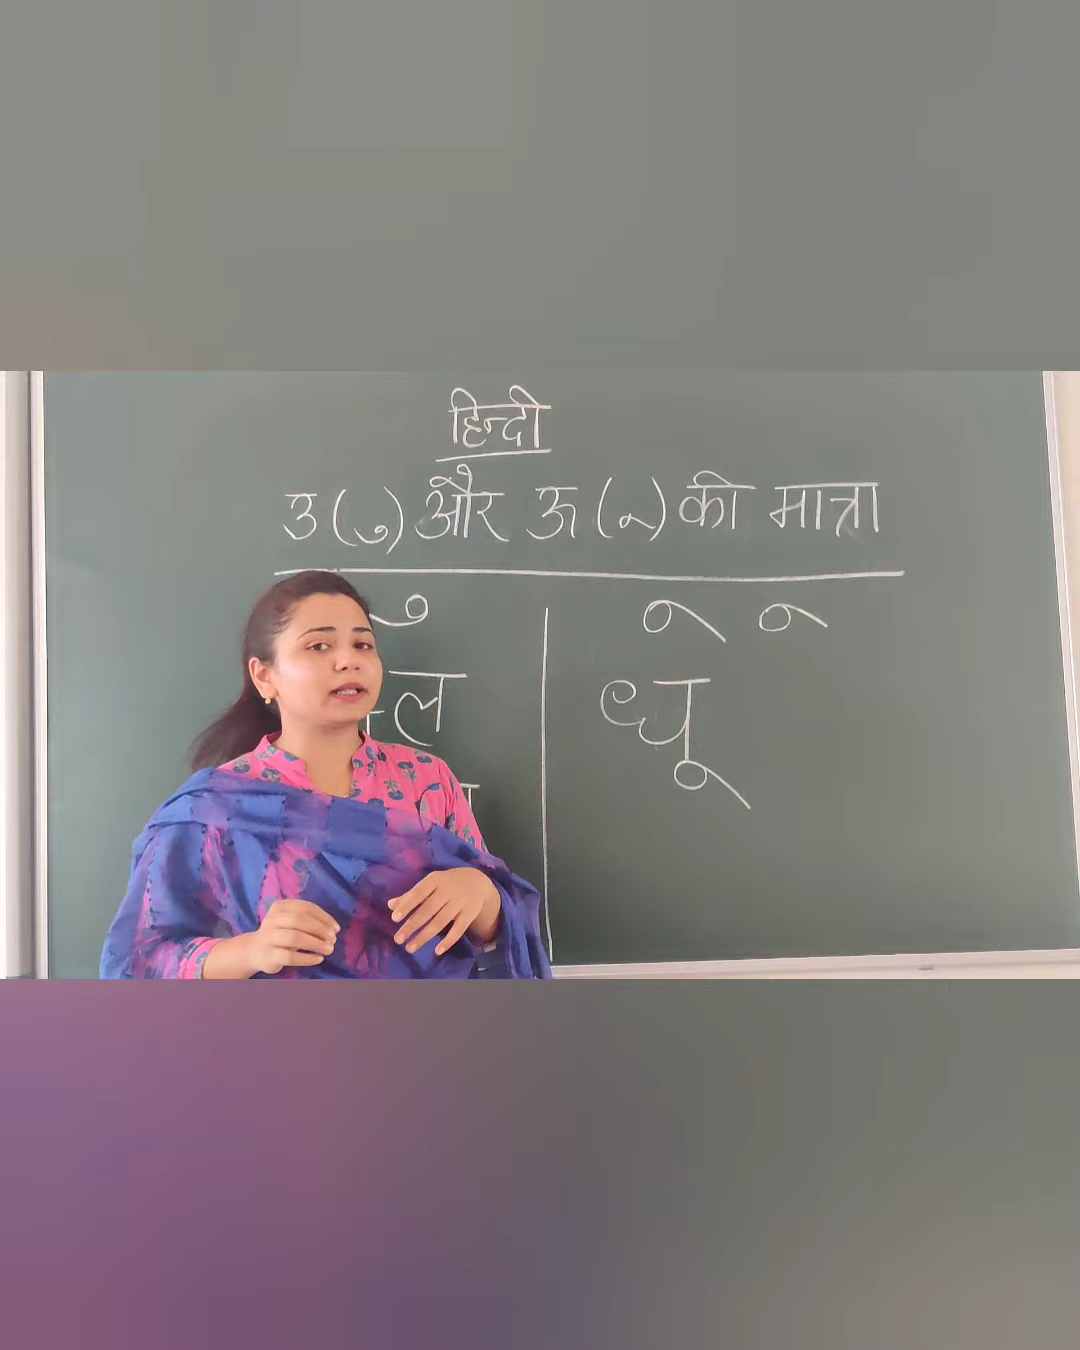 हिन्दी
उ (ु) और ऊ (ू) की मात्रा
ु
ू ू
ल
धू